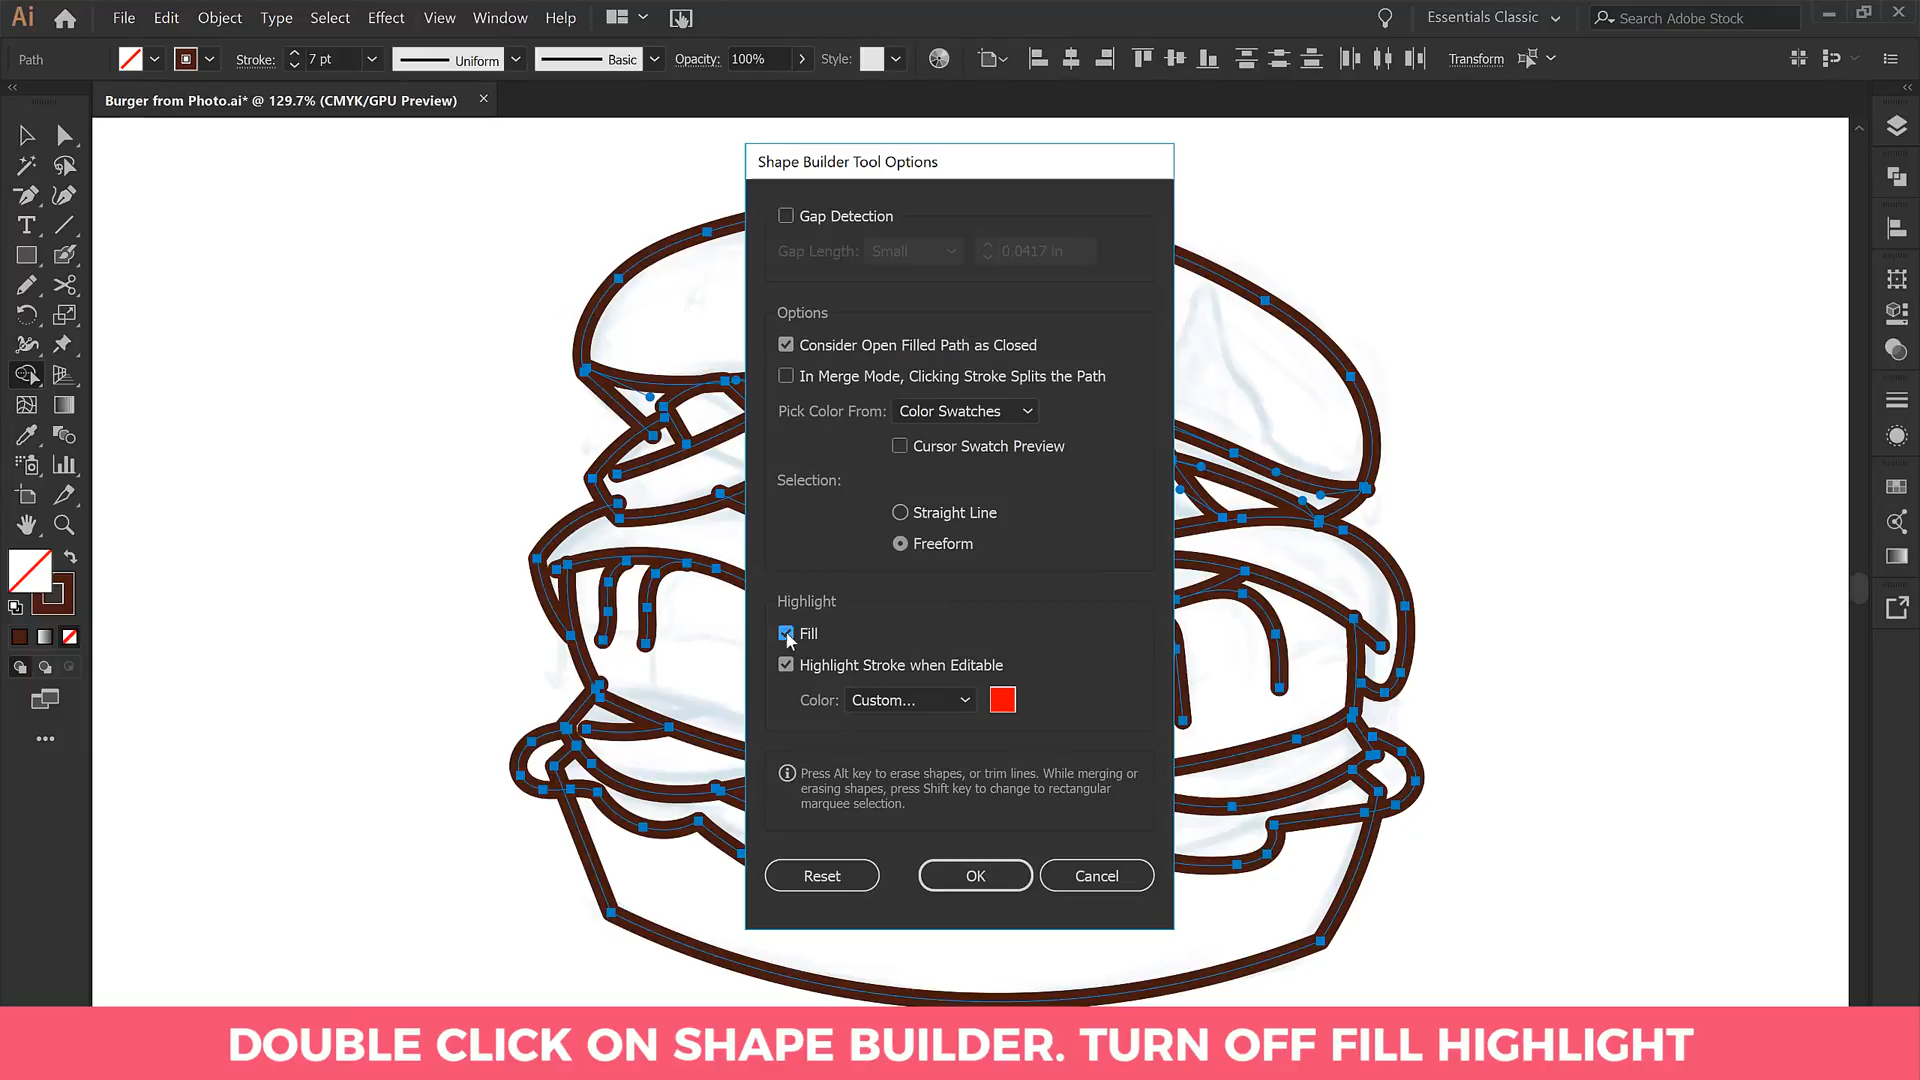 Ai File Edit Object Type Select Effect View Window Help Essentials Classic Search Adobe Stock
Path Stroke: 7 pt Uniform Basic Opacity: 100% Style: Transform
Burger from Photo.ai* @ 129.7% (CMYK/GPU Preview)
Shape Builder Tool Options
Gap Detection
Gap Length: Small 0.0417 in
Options
Consider Open Filled Path as Closed
In Merge Mode, Clicking Stroke Splits the Path
Pick Color From: Color Swatches
Cursor Swatch Preview
Selection:
Straight Line
Freeform
Highlight
Fill
Highlight Stroke when Editable
Color: Custom...
Press Alt key to erase shapes, or trim lines. While merging or
erasing shapes, press Shift key to change to rectangular
marquee selection.
Reset OK Cancel
DOUBLE CLICK ON SHAPE BUILDER. TURN OFF FILL HIGHLIGHT